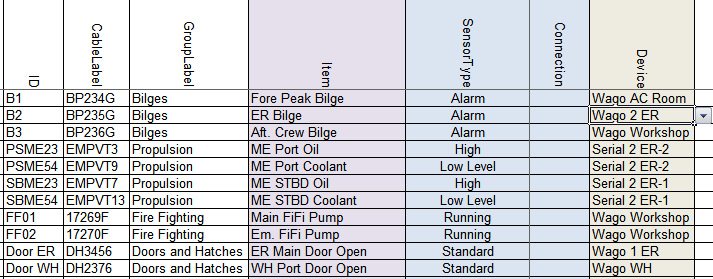 ID CableLabel GroupLabel Item SensorType Connection Device
B1 BP234G Bilges Fore Peak Bilge Alarm Wago AC Room
B2 BP235G Bilges ER Bilge Alarm Wago 2 ER
B3 BP236G Bilges Aft. Crew Bilge Alarm Wago Workshop
PSME23 EMPVT3 Propulsion ME Port Oil High Serial 2 ER-2
PSME54 EMPVT9 Propulsion ME Port Coolant Low Level Serial 2 ER-2
SBME23 EMPVT7 Propulsion ME STBD Oil High Serial 2 ER-1
SBME54 EMPVT13 Propulsion ME STBD Coolant Low Level Serial 2 ER-1
FF01 17269F Fire Fighting Main FiFi Pump Running Wago Workshop
FF02 17270F Fire Fighting Em. FiFi Pump Running Wago Workshop
Door ER DH3456 Doors and Hatches ER Main Door Open Standard Wago 1 ER
Door WH DH2376 Doors and Hatches WH Port Door Open Standard Wago WH